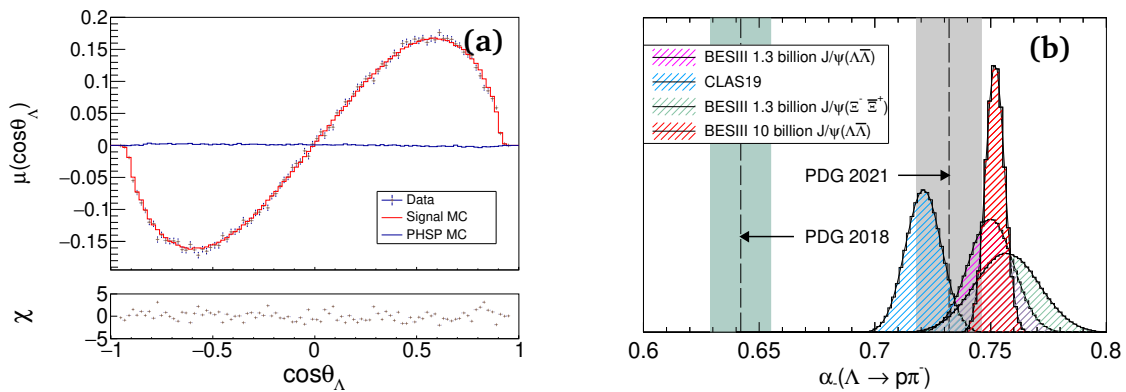 (a)
μ(cosθΛ)
0.2
0.15
0.1
0.05
0
−0.05
−0.1
−0.15
Data
Signal MC
PHSP MC
χ
5
0
−5
−1 −0.5 0 0.5 1
cosθΛ
(b)
BESIII 1.3 billion J/ψ(ΛΛ̅)
CLAS19
BESIII 1.3 billion J/ψ(Ξ⁻ Ξ̅⁺)
BESIII 10 billion J/ψ(ΛΛ̅)
PDG 2021
PDG 2018
0.6 0.65 0.7 0.75 0.8
α₋(Λ → pπ⁻)